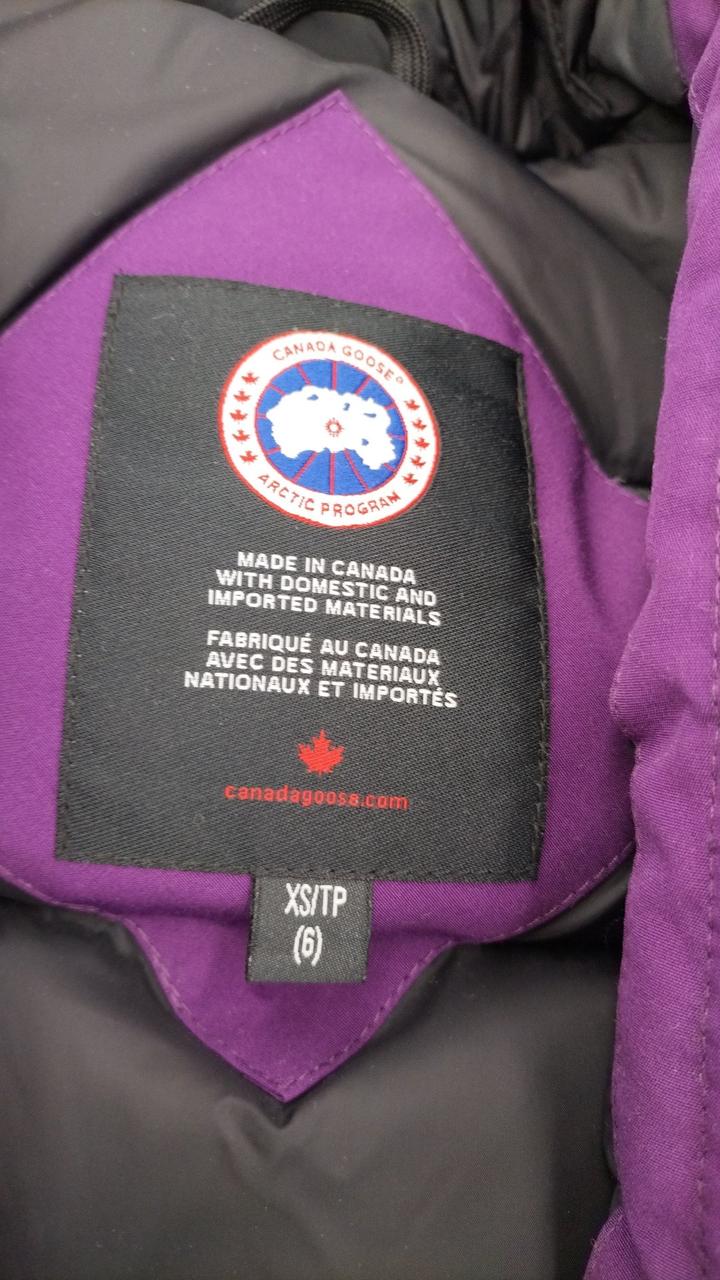 CANADA GOOSE®
ARCTIC PROGRAM
MADE IN CANADA
WITH DOMESTIC AND
IMPORTED MATERIALS
FABRIQUÉ AU CANADA
AVEC DES MATERIAUX
NATIONAUX ET IMPORTÉS
canadagoose.com
XS/TP
(6)